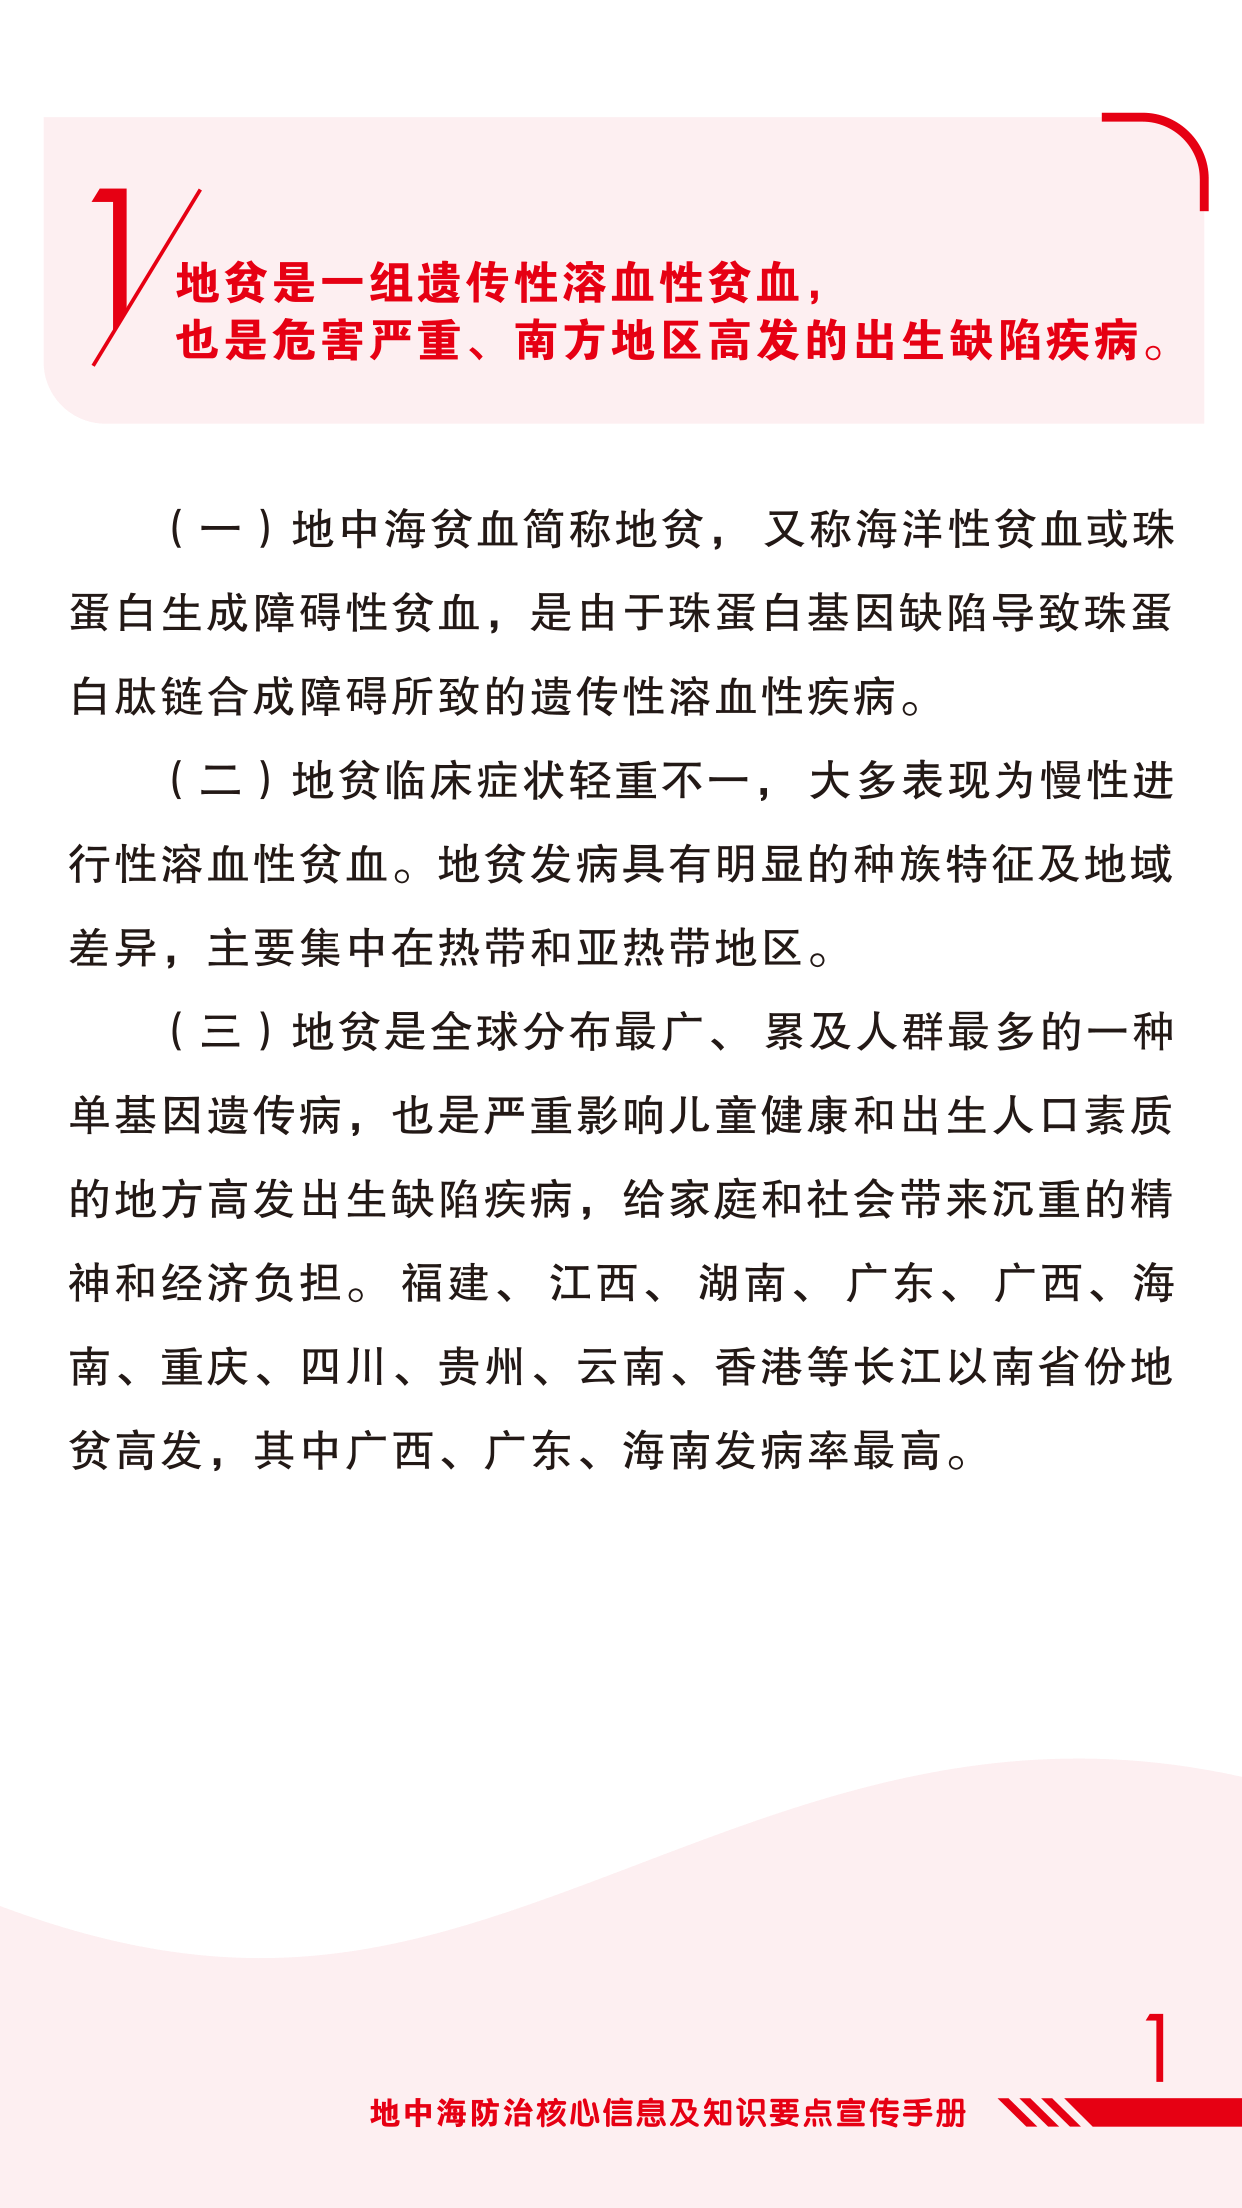 1
地贫是一组遗传性溶血性贫血，
也是危害严重、南方地区高发的出生缺陷疾病。
（一）地中海贫血简称地贫，又称海洋性贫血或珠
蛋白生成障碍性贫血，是由于珠蛋白基因缺陷导致珠蛋
白肽链合成障碍所致的遗传性溶血性疾病。
（二）地贫临床症状轻重不一，大多表现为慢性进
行性溶血性贫血。地贫发病具有明显的种族特征及地域
差异，主要集中在热带和亚热带地区。
（三）地贫是全球分布最广、累及人群最多的一种
单基因遗传病，也是严重影响儿童健康和出生人口素质
的地方高发出生缺陷疾病，给家庭和社会带来沉重的精
神和经济负担。福建、江西、湖南、广东、广西、海
南、重庆、四川、贵州、云南、香港等长江以南省份地
贫高发，其中广西、广东、海南发病率最高。
1
地中海防治核心信息及知识要点宣传手册